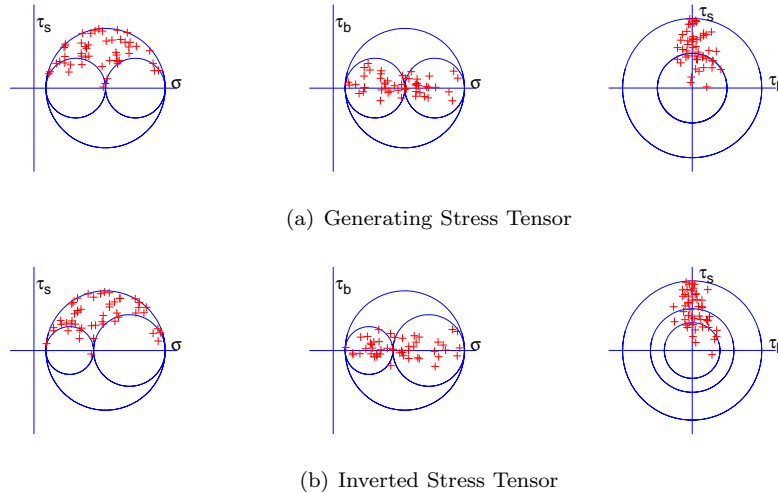 τs τb τs
σ σ τ
(a) Generating Stress Tensor
τs τb τs
σ σ τ
(b) Inverted Stress Tensor